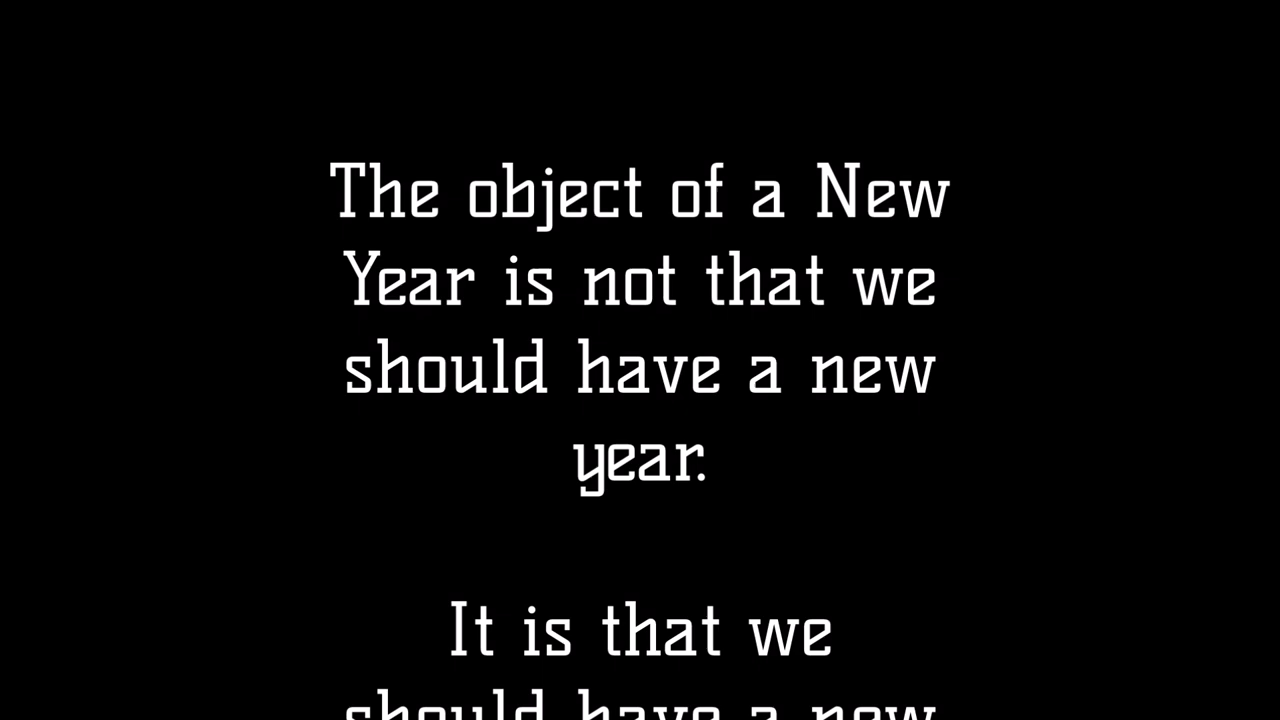 The object of a New
Year is not that we
should have a new
year.
It is that we
should have a new